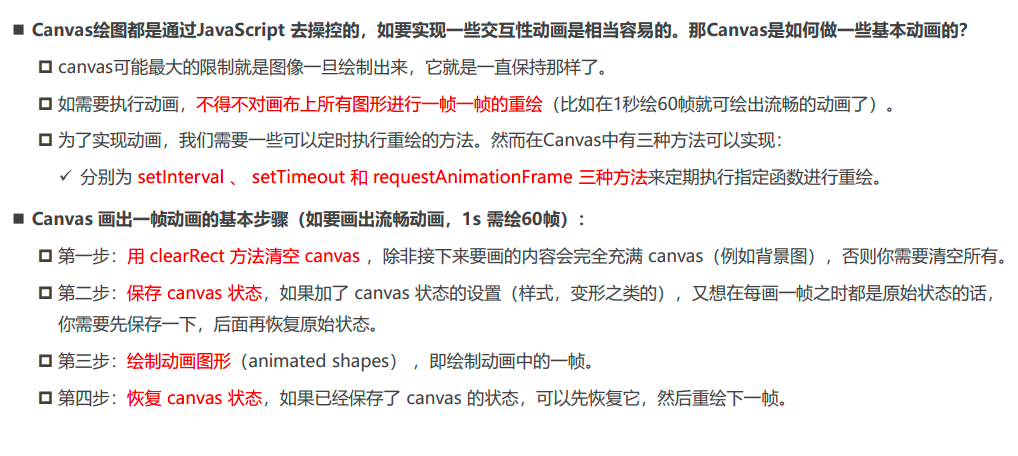 Canvas绘图都是通过JavaScript 去操控的，如要实现一些交互性动画是相当容易的。那Canvas是如何做一些基本动画的？
canvas可能最大的限制就是图像一旦绘制出来，它就是一直保持那样了。
如需要执行动画，不得不对画布上所有图形进行一帧一帧的重绘（比如在1秒绘60帧就可绘出流畅的动画了）。
为了实现动画，我们需要一些可以定时执行重绘的方法。然而在Canvas中有三种方法可以实现：
✓ 分别为 setInterval 、 setTimeout 和 requestAnimationFrame 三种方法来定期执行指定函数进行重绘。
Canvas 画出一帧动画的基本步骤（如要画出流畅动画，1s 需绘60帧）：
第一步：用 clearRect 方法清空 canvas ，除非接下来要画的内容会完全充满 canvas（例如背景图），否则你需要清空所有。
第二步：保存 canvas 状态，如果加了 canvas 状态的设置（样式，变形之类的），又想在每画一帧之时都是原始状态的话，
你需要先保存一下，后面再恢复原始状态。
第三步：绘制动画图形（animated shapes） ，即绘制动画中的一帧。
第四步：恢复 canvas 状态，如果已经保存了 canvas 的状态，可以先恢复它，然后重绘下一帧。